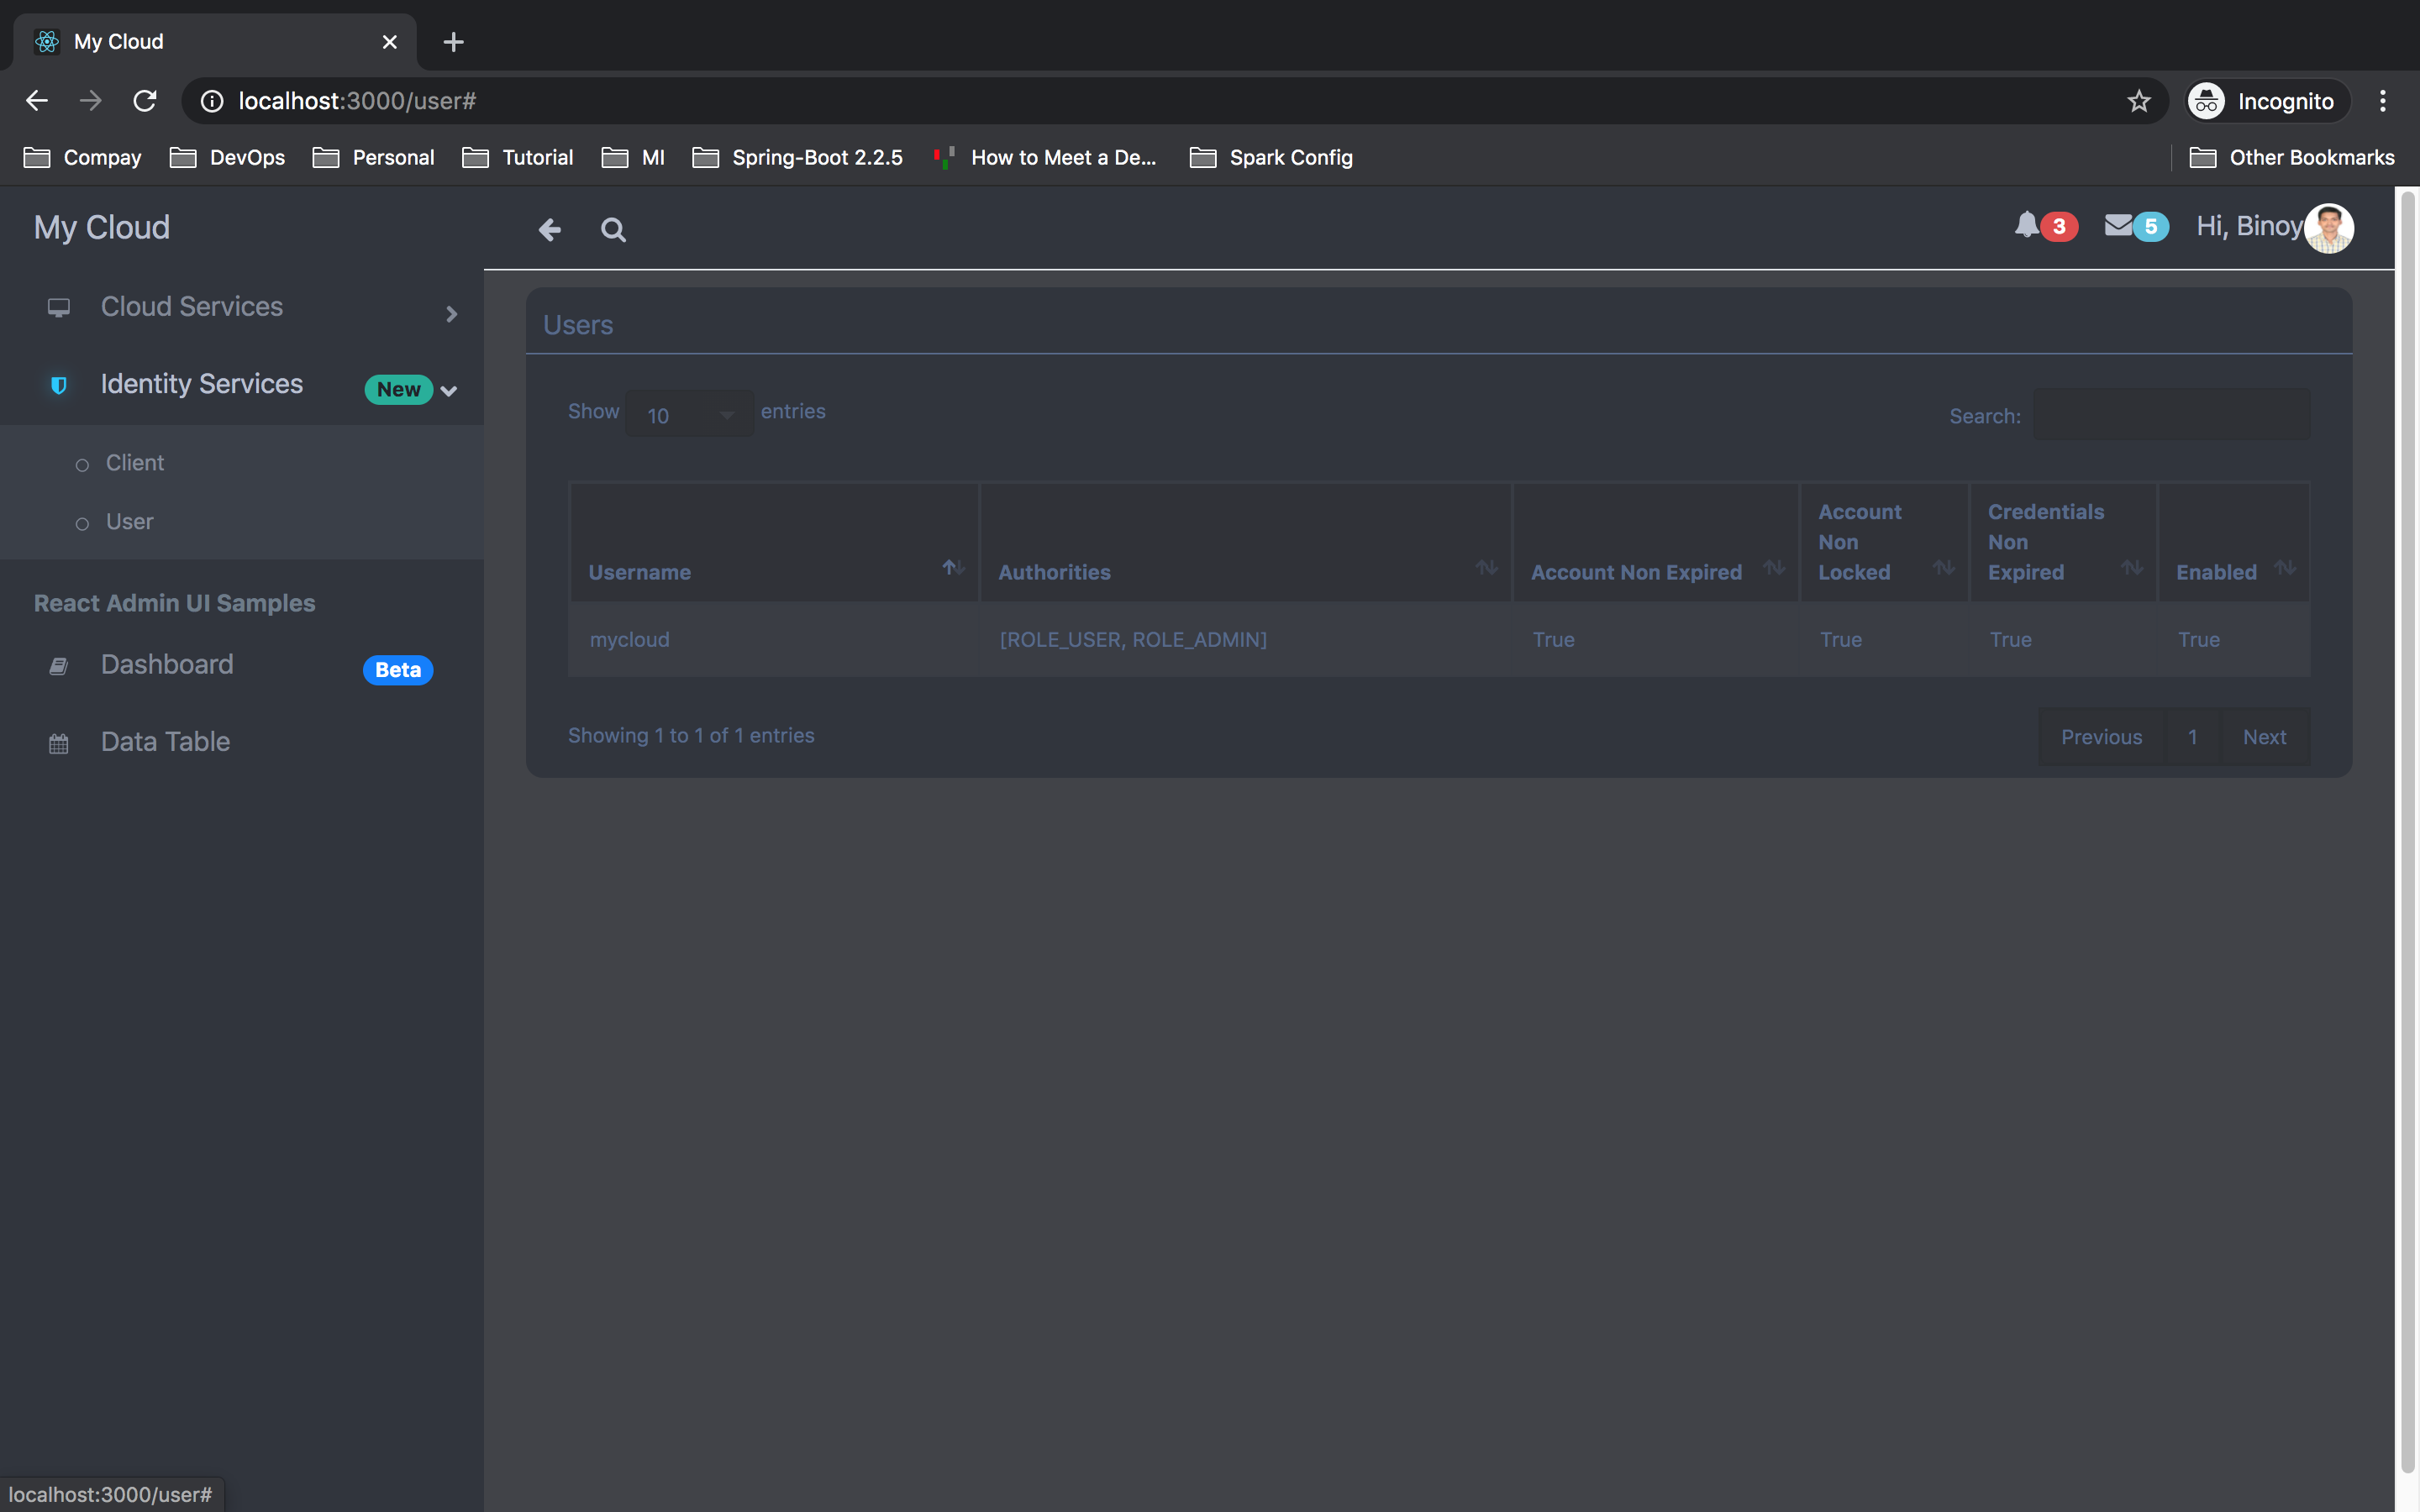 My Cloud
localhost:3000/user#
Incognito
Compay
DevOps
Personal
Tutorial
MI
Spring-Boot 2.2.5
How to Meet a De...
Spark Config
Other Bookmarks
My Cloud
3
5
Hi, Binoy
Cloud Services
Identity Services
New
Client
User
React Admin UI Samples
Dashboard
Beta
Data Table
Users
Show 10 entries
Search:
Username
Authorities
Account Non Expired
Account
Non
Locked
Credentials
Non
Expired
Enabled
mycloud
[ROLE_USER, ROLE_ADMIN]
True
True
True
True
Showing 1 to 1 of 1 entries
Previous
1
Next
localhost:3000/user#